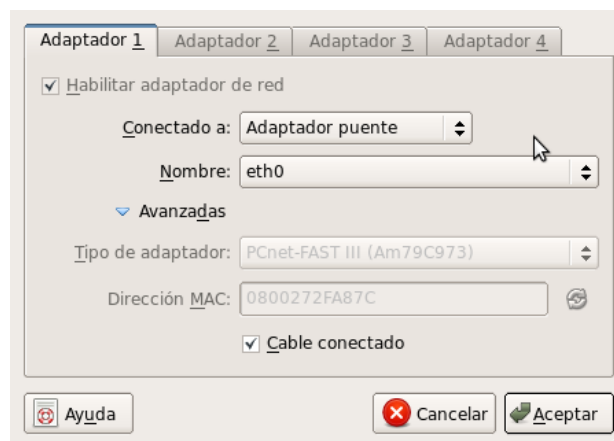 Adaptador 1 Adaptador 2 Adaptador 3 Adaptador 4
Habilitar adaptador de red
Conectado a: Adaptador puente
Nombre: eth0
Avanzadas
Tipo de adaptador: PCnet-FAST III (Am79C973)
Dirección MAC: 0800272FA87C
Cable conectado
Ayuda Cancelar Aceptar